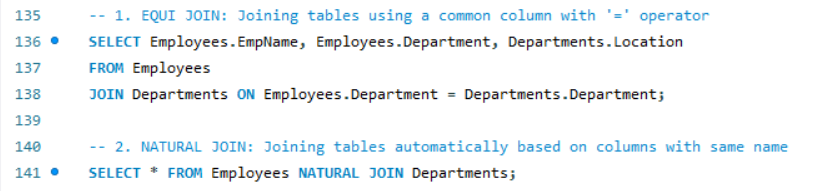 135 -- 1. EQUI JOIN: Joining tables using a common column with '=' operator
136 SELECT Employees.EmpName, Employees.Department, Departments.Location
137 FROM Employees
138 JOIN Departments ON Employees.Department = Departments.Department;
139
140 -- 2. NATURAL JOIN: Joining tables automatically based on columns with same name
141 SELECT * FROM Employees NATURAL JOIN Departments;